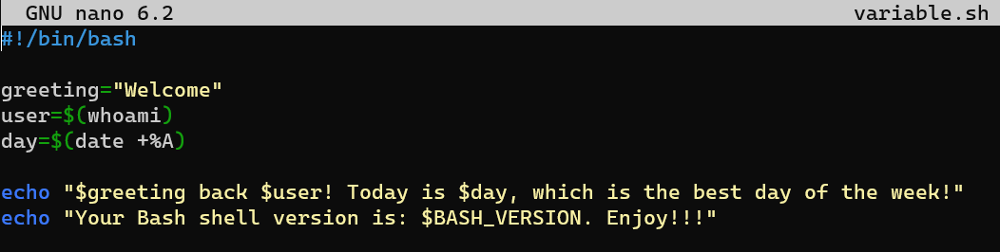 GNU nano 6.2 variable.sh
#!/bin/bash
greeting="Welcome"
user=$(whoami)
day=$(date +%A)
echo "$greeting back $user! Today is $day, which is the best day of the week!"
echo "Your Bash shell version is: $BASH_VERSION. Enjoy!!!"